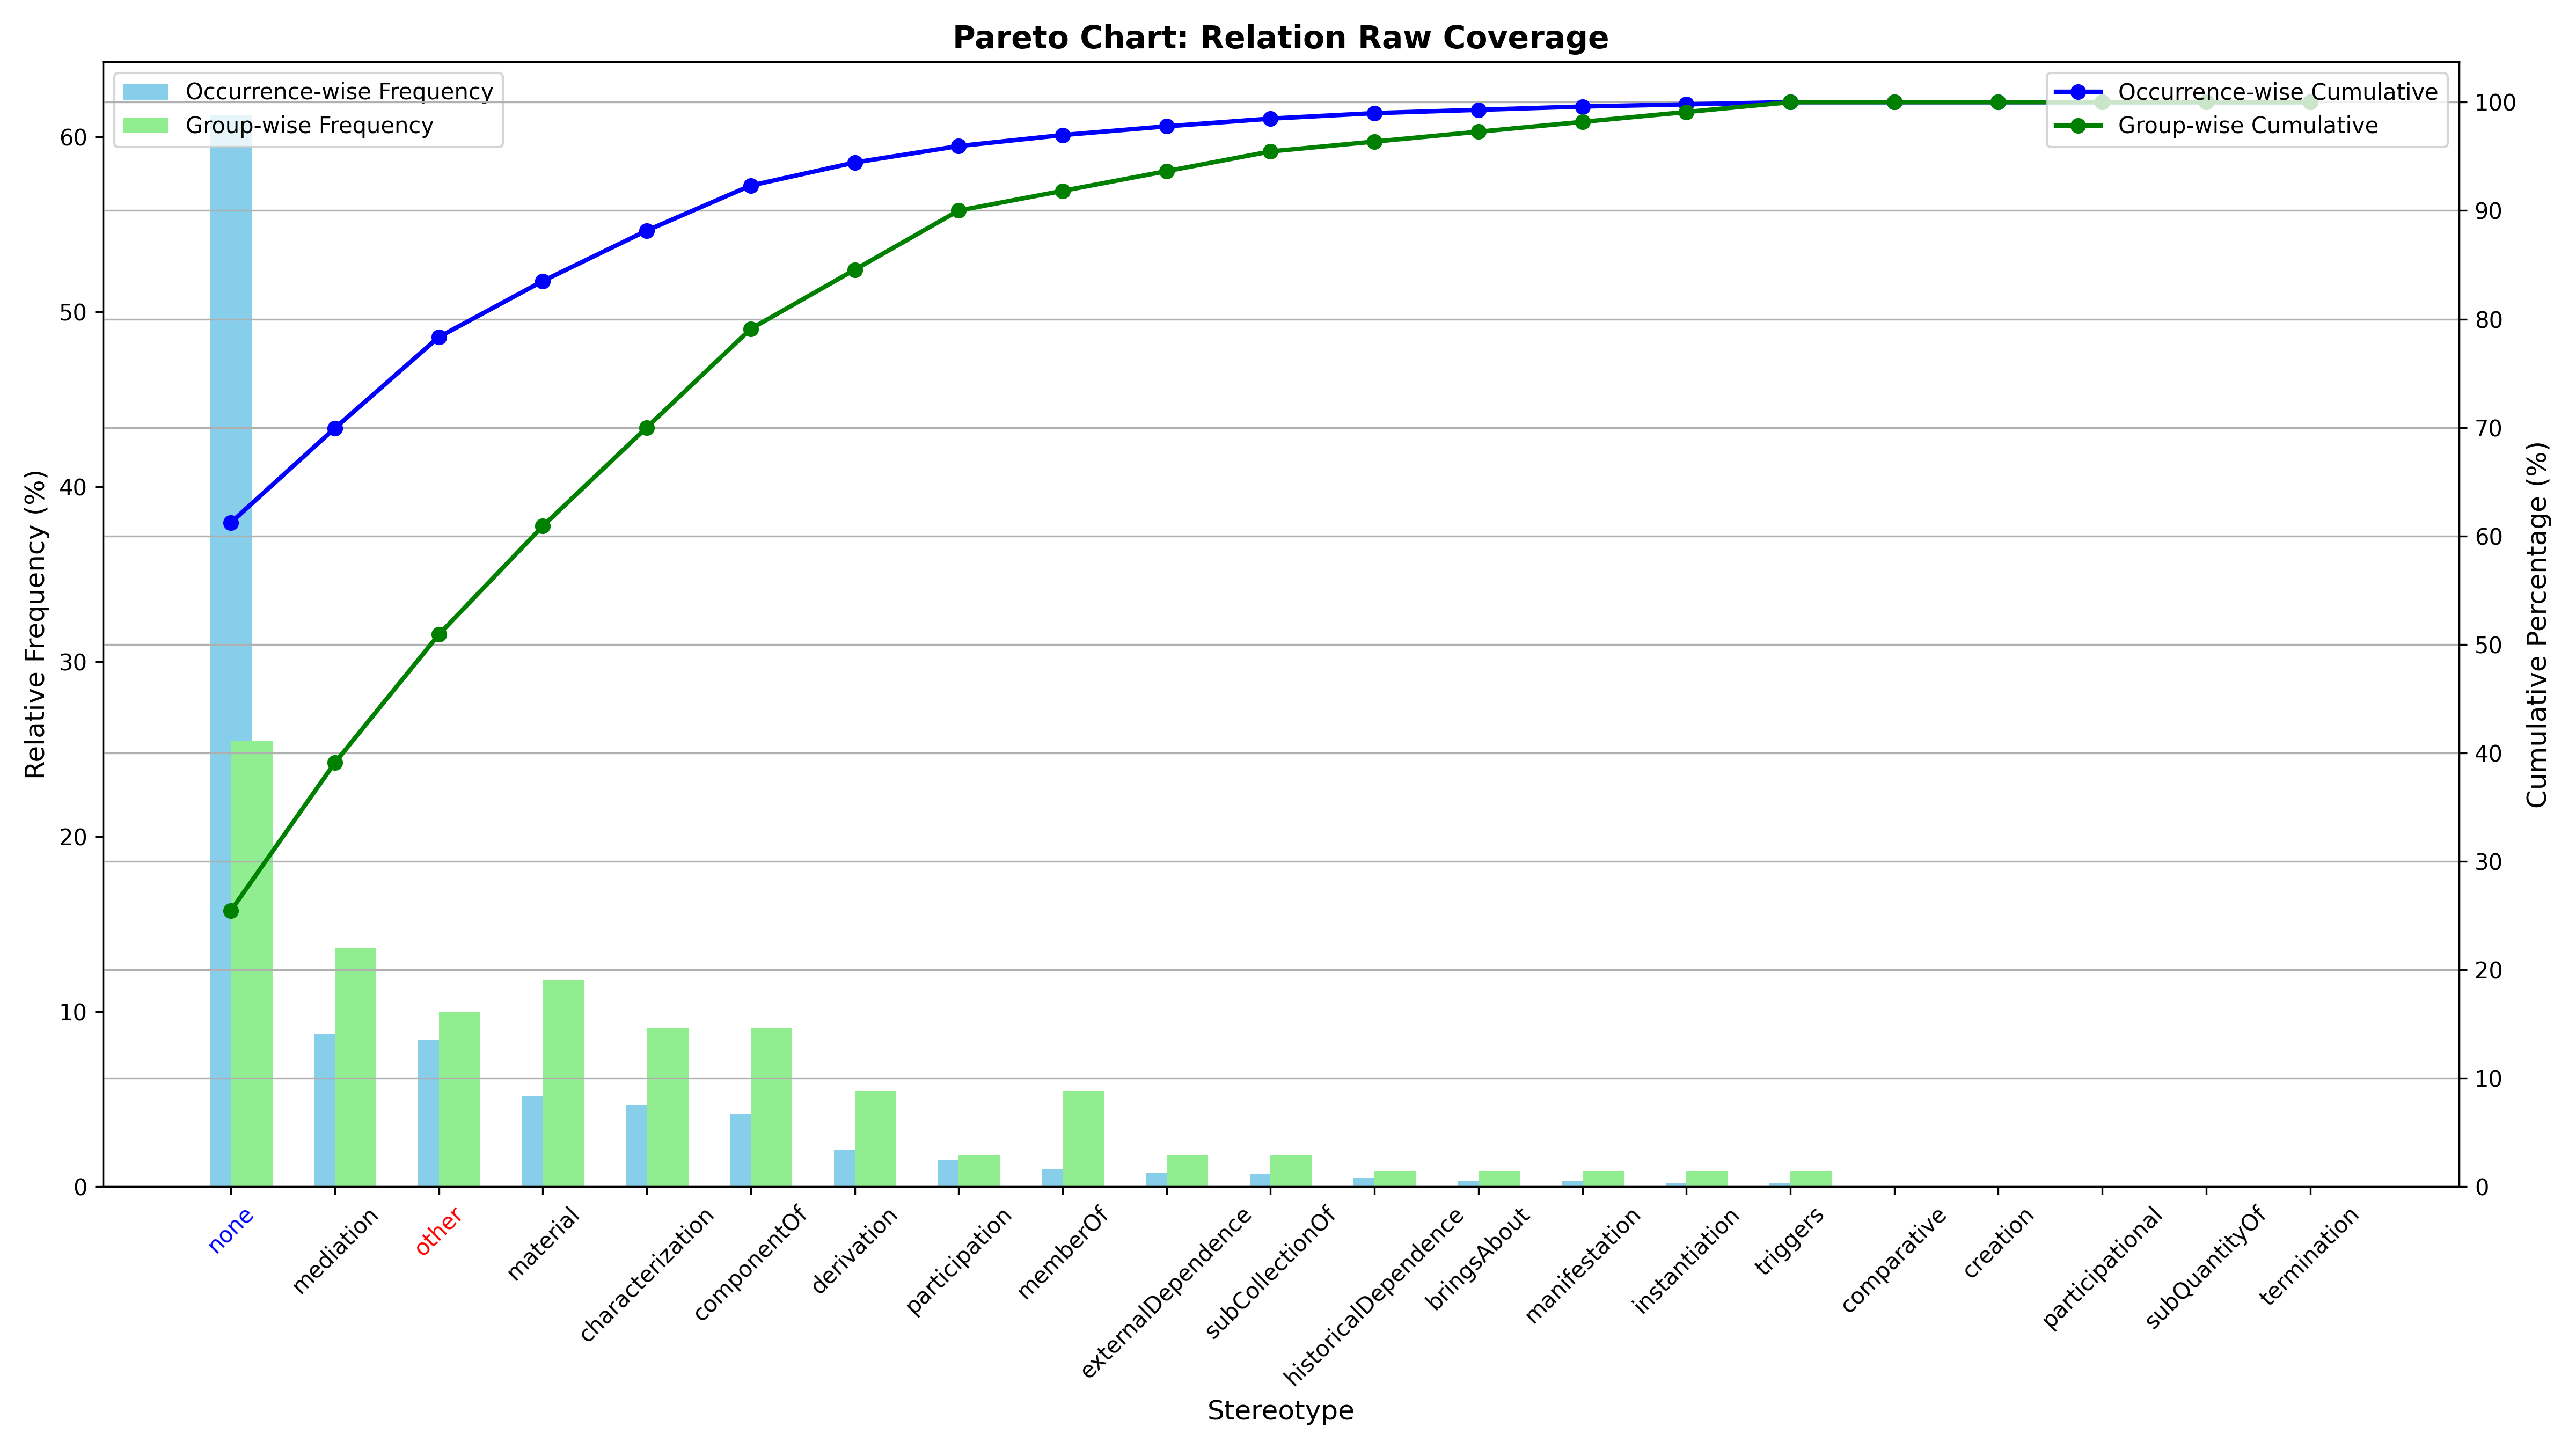 Pareto Chart: Relation Raw Coverage
Occurrence-wise Frequency
Group-wise Frequency
Occurrence-wise Cumulative
Group-wise Cumulative
Relative Frequency (%)
60
50
40
30
20
10
0
Cumulative Percentage (%)
100
90
80
70
60
50
40
30
20
10
0
none
mediation
other
material
characterization
componentOf
derivation
participation
memberOf
externalDependence
subCollectionOf
historicalDependence
bringsAbout
manifestation
instantiation
triggers
comparative
creation
participational
subQuantityOf
termination
Stereotype